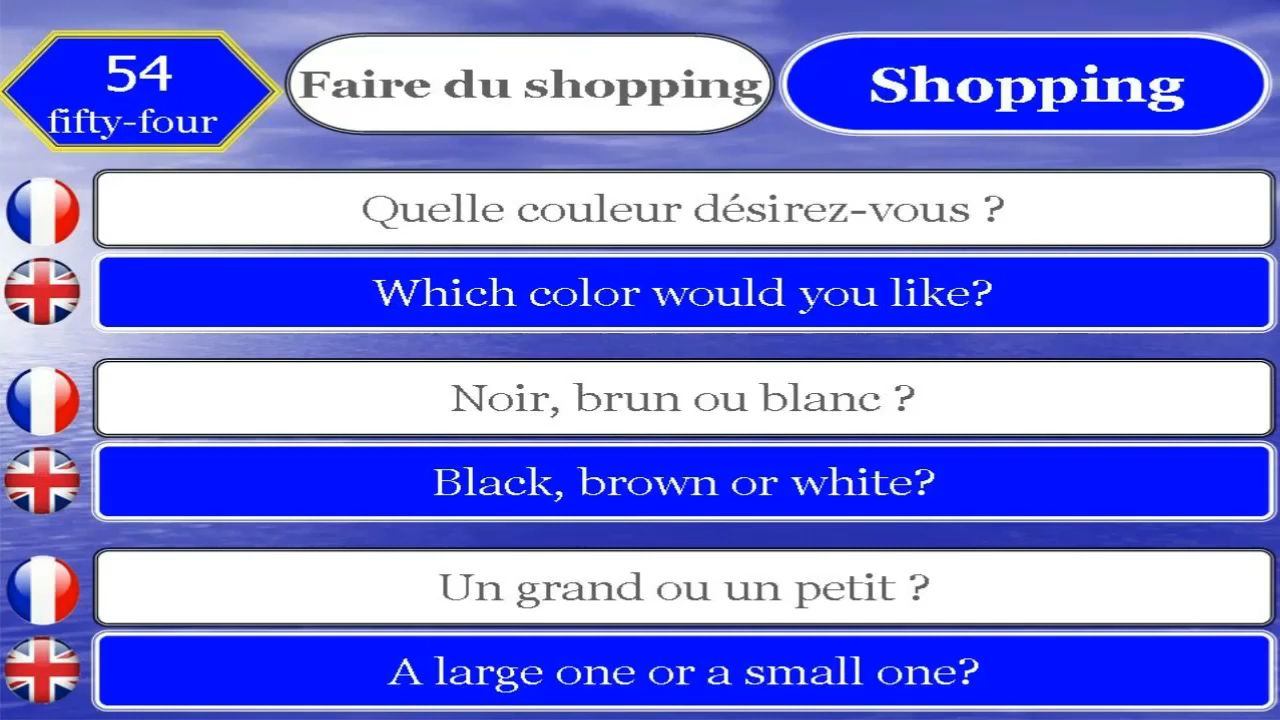 54
fifty-four
Faire du shopping
Shopping
Quelle couleur désirez-vous ?
Which color would you like?
Noir, brun ou blanc ?
Black, brown or white?
Un grand ou un petit ?
A large one or a small one?